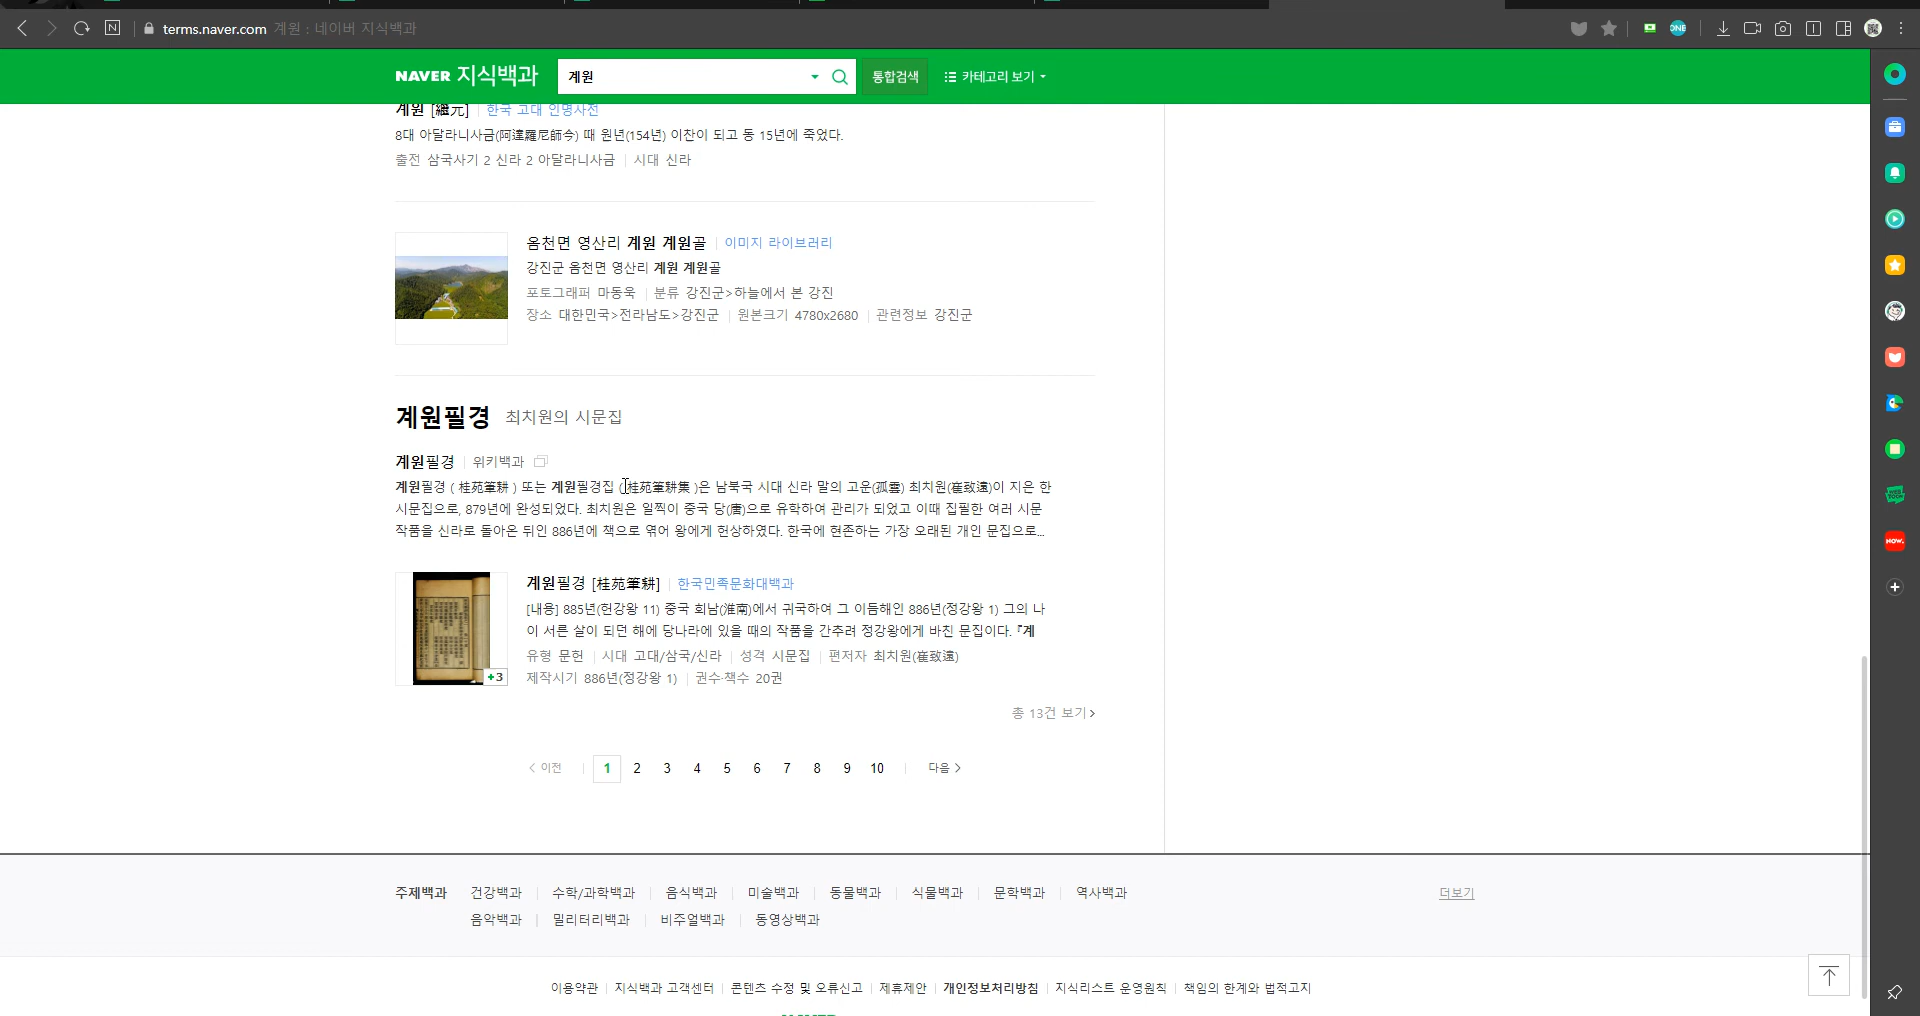 terms.naver.com 계원 : 네이버 지식백과
NAVER 지식백과 계원 통합검색 카테고리 보기
계원 [繼元] 한국 고대 인명사전
8대 아달라니사금(阿達羅尼師今) 때 원년(154년) 이찬이 되고 동 15년에 죽었다.
출전 삼국사기 2 신라 2 아달라니사금 시대 신라
옴천면 영산리 계원 계원골 이미지 라이브러리
강진군 옴천면 영산리 계원 계원골
포토그래퍼 마동욱 분류 강진군>하늘에서 본 강진
장소 대한민국>전라남도>강진군 원본크기 4780x2680 관련정보 강진군
계원필경 최치원의 시문집
계원필경 위키백과
계원필경 ( 桂苑筆耕 ) 또는 계원필경집 ( 桂苑筆耕集 )은 남북국 시대 신라 말의 고운(孤雲) 최치원(崔致遠)이 지은 한
시문집으로, 879년에 완성되었다. 최치원은 일찍이 중국 당(唐)으로 유학하여 관리가 되었고 이때 집필한 여러 시문
작품을 신라로 돌아온 뒤인 886년에 책으로 엮어 왕에게 헌상하였다. 한국에 현존하는 가장 오래된 개인 문집으로...
계원필경 [桂苑筆耕] 한국민족문화대백과
[내용] 885년(헌강왕 11) 중국 회남(淮南)에서 귀국하여 그 이듬해인 886년(정강왕 1) 그의 나
이 서른 살이 되던 해에 당나라에 있을 때의 작품을 간추려 정강왕에게 바친 문집이다. 『계
유형 문헌 시대 고대/삼국/신라 성격 시문집 편저자 최치원(崔致遠)
+3
제작시기 886년(정강왕 1) 권수·책수 20권
총 13건 보기 >
< 이전 1 2 3 4 5 6 7 8 9 10 다음 >
주제백과 건강백과 수학/과학백과 음식백과 미술백과 동물백과 식물백과 문학백과 역사백과 더보기
음악백과 밀리터리백과 비주얼백과 동영상백과
이용약관 지식백과 고객센터 콘텐츠 수정 및 오류신고 제휴제안 개인정보처리방침 지식리스트 운영원칙 책임의 한계와 법적고지